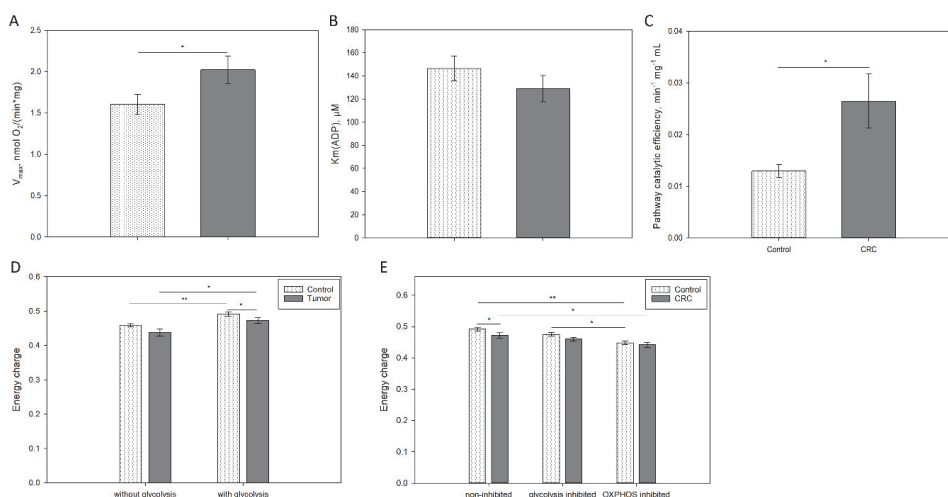 A
2.5
2.0
1.5
1.0
0.5
0.0
Vmax, nmol O2/(min*mg)
*
B
180
160
140
120
100
80
60
40
20
0
Km(ADP), µM
C
0.04
0.03
0.02
0.01
0.00
Pathway catalytic efficiency, min⁻¹ mg⁻¹ mL
*
Control CRC
D
0.6
0.5
0.4
0.3
0.2
0.1
0.0
Energy charge
Control
Tumor
*
**
*
without glycolysis with glycolysis
E
0.6
0.5
0.4
0.3
0.2
0.1
0.0
Energy charge
Control
CRC
**
*
*
*
non-inhibited glycolysis inhibited OXPHOS inhibited